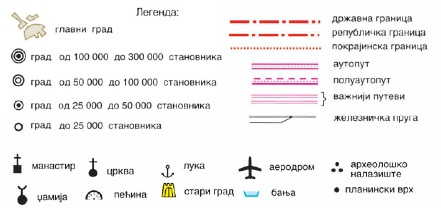 Легенда:
главни град
град од 100 000 до 300 000 становника
град од 50 000 до 100 000 становника
град од 25 000 до 50 000 становника
град до 25 000 становника
државна граница
републичка граница
покрајинска граница
аутопут
полуаутопут
важнији путеви
железничка пруга
манастир
црква
лука
аеродром
археолошко
налазиште
џамија
пећина
стари град
бања
планински врх